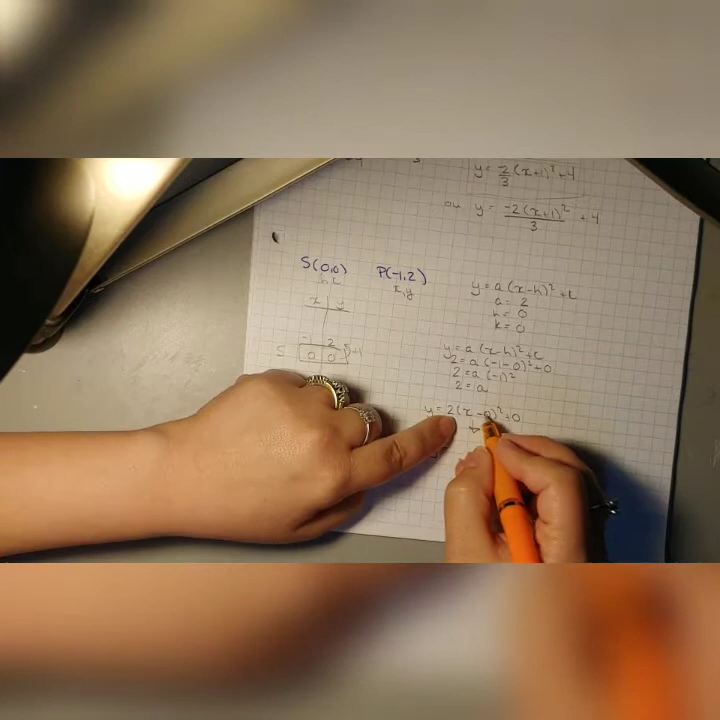 y = 2/3 (x+1)² + 4
ou y = -2(x+1)²/3 + 4
S(0,0) P(-1,2)
h k x,y
x y
-1 2
S 0 0
y = a(x-h)² + k
a = 2
h = 0
k = 0
y = a(x-h)² + k
2 = a(-1-0)² + 0
2 = a(-1)²
2 = a
y = 2(x-0)² + 0